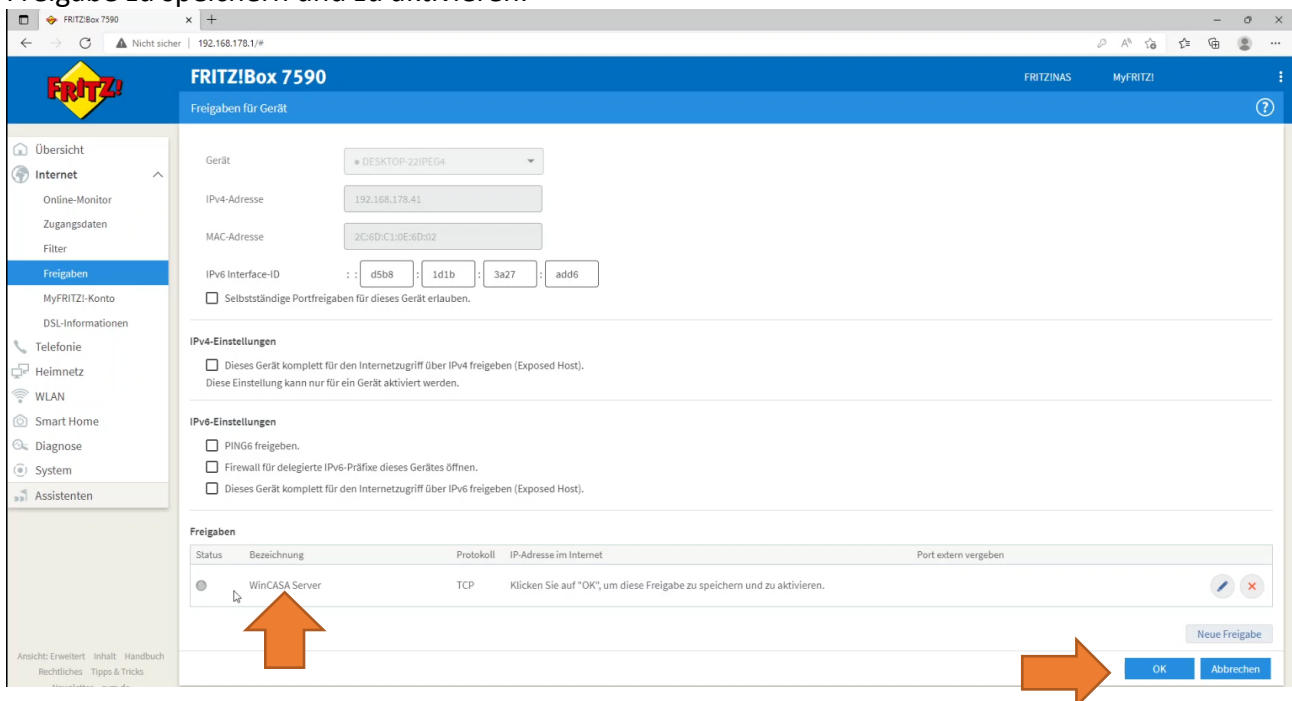 Freigabe zu speichern und zu aktivieren.
FRITZ!Box 7590
Nicht sicher | 192.168.178.1/#
FRITZ!
FRITZ!Box 7590
FRITZ!NAS MyFRITZ!
Freigaben für Gerät
Übersicht
Internet
Online-Monitor
Zugangsdaten
Filter
Freigaben
MyFRITZ!-Konto
DSL-Informationen
Telefonie
Heimnetz
WLAN
Smart Home
Diagnose
System
Assistenten
Ansicht: Erweitert Inhalt Handbuch
Rechtliches Tipps & Tricks
Gerät DESKTOP-22IPEG4
IPv4-Adresse 192.168.178.41
MAC-Adresse 2C:6D:C1:0E:6D:02
IPv6 Interface-ID : : d5b8 : 1d1b : 3a27 : add6
Selbstständige Portfreigaben für dieses Gerät erlauben.
IPv4-Einstellungen
Dieses Gerät komplett für den Internetzugriff über IPv4 freigeben (Exposed Host).
Diese Einstellung kann nur für ein Gerät aktiviert werden.
IPv6-Einstellungen
PING6 freigeben.
Firewall für delegierte IPv6-Präfixe dieses Gerätes öffnen.
Dieses Gerät komplett für den Internetzugriff über IPv6 freigeben (Exposed Host).
Freigaben
Status Bezeichnung Protokoll IP-Adresse im Internet Port extern vergeben
WinCASA Server TCP Klicken Sie auf "OK", um diese Freigabe zu speichern und zu aktivieren.
Neue Freigabe
OK Abbrechen